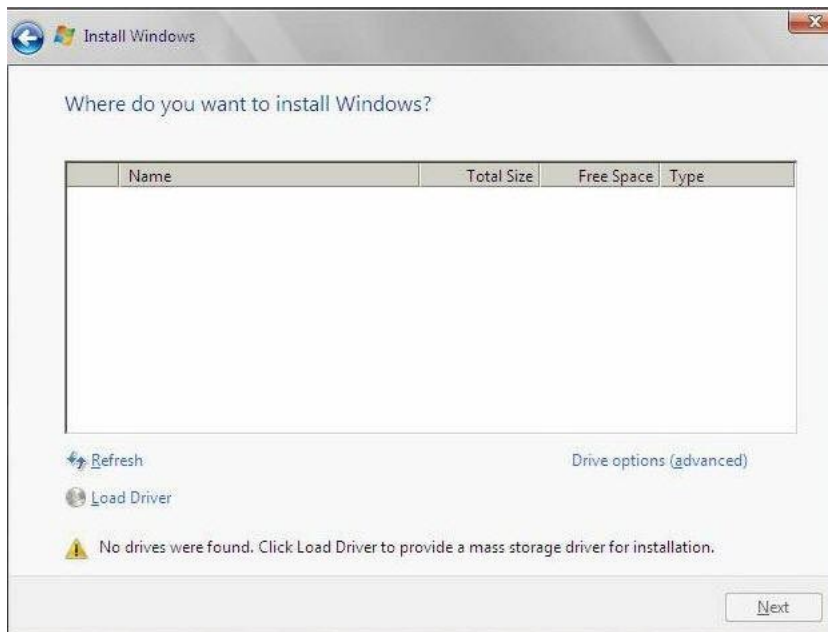 Install Windows
Where do you want to install Windows?
Name Total Size Free Space Type
Refresh Drive options (advanced)
Load Driver
No drives were found. Click Load Driver to provide a mass storage driver for installation.
Next